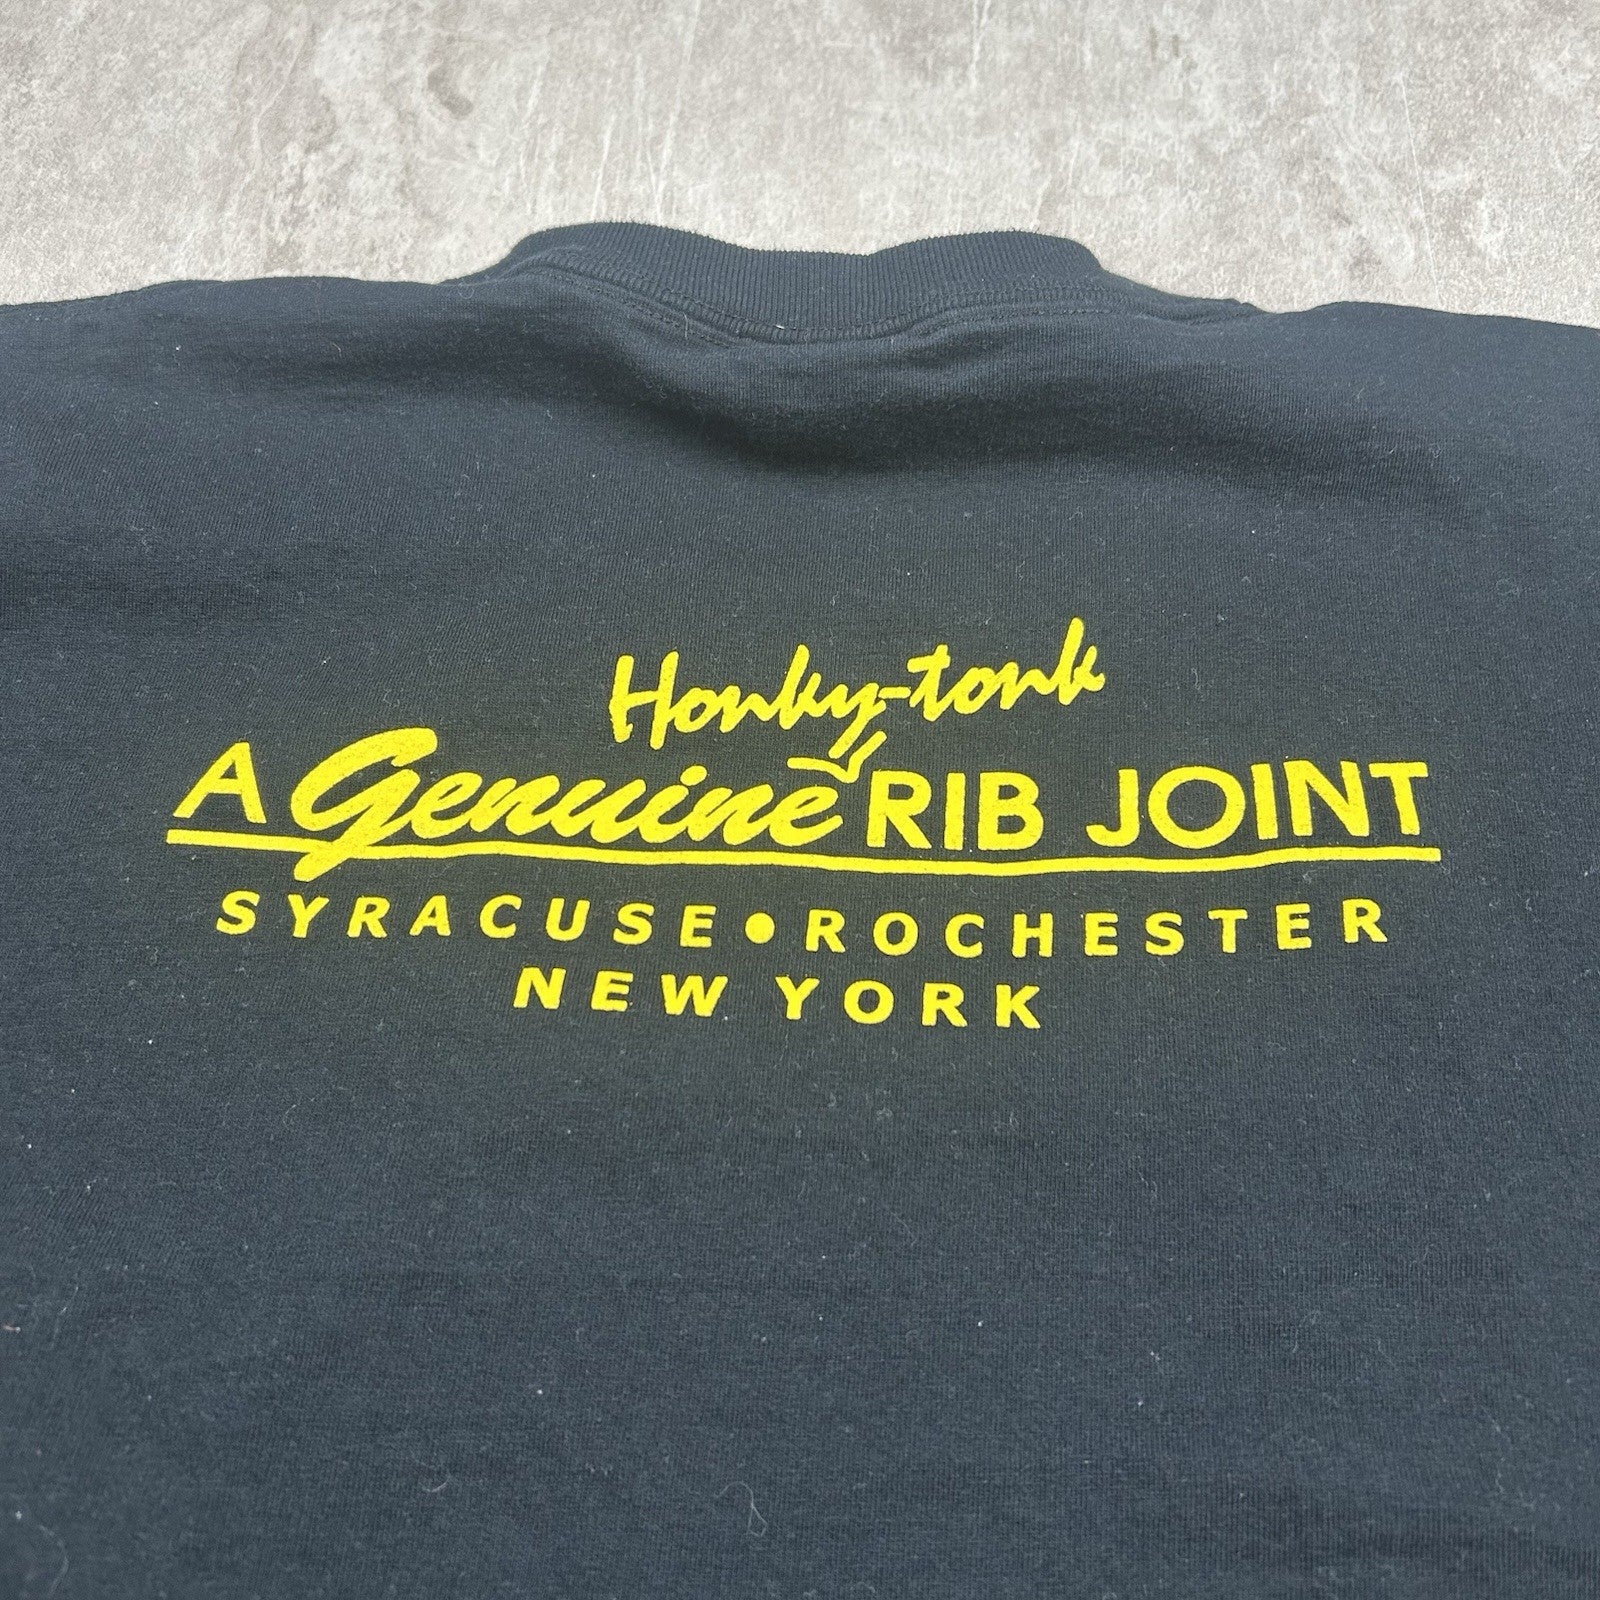 Honky-tonk
A Genuine RIB JOINT
SYRACUSE • ROCHESTER
NEW YORK